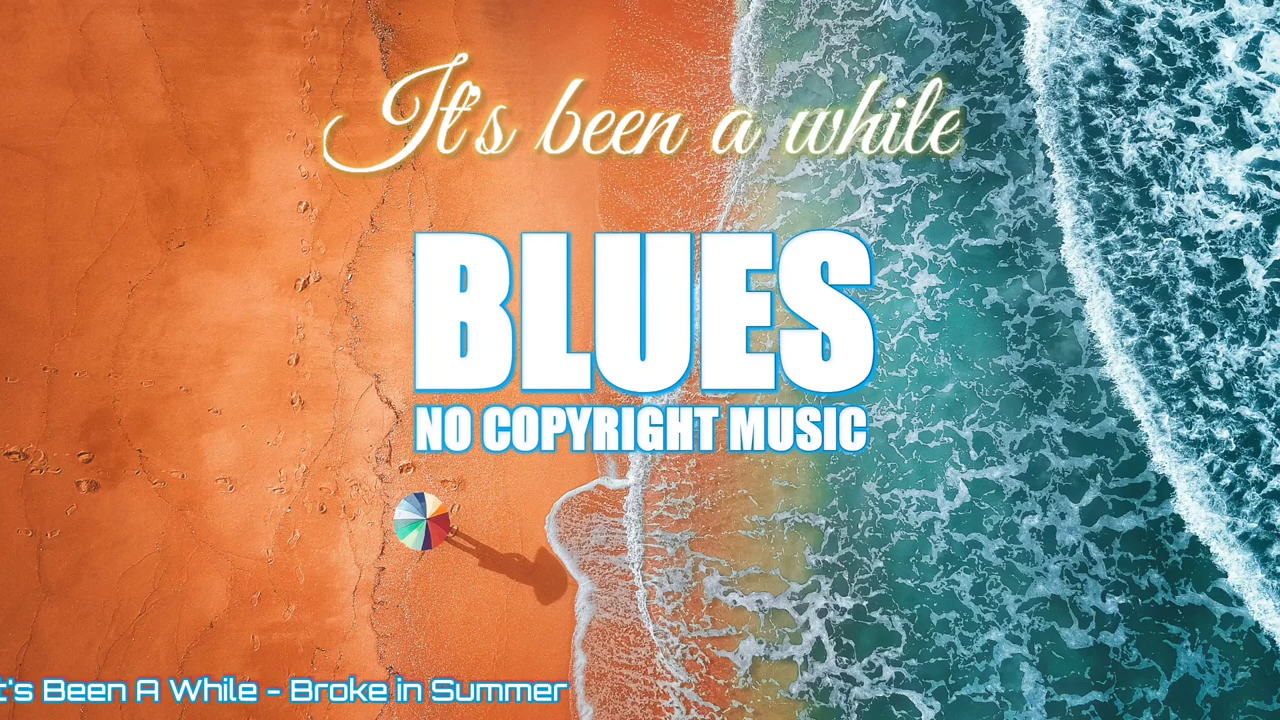 It's been a while
BLUES
NO COPYRIGHT MUSIC
t's Been A While - Broke in Summer